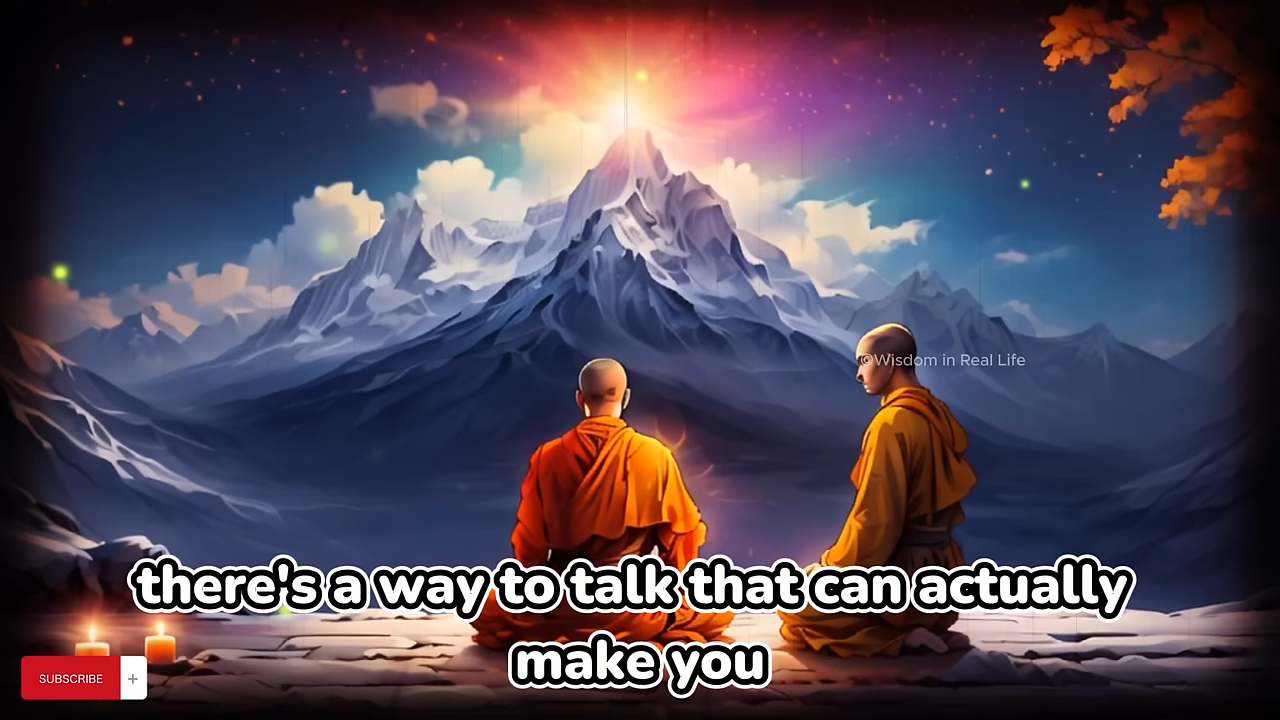 ©Wisdom in Real Life
there's a way to talk that can actually
make you
SUBSCRIBE +